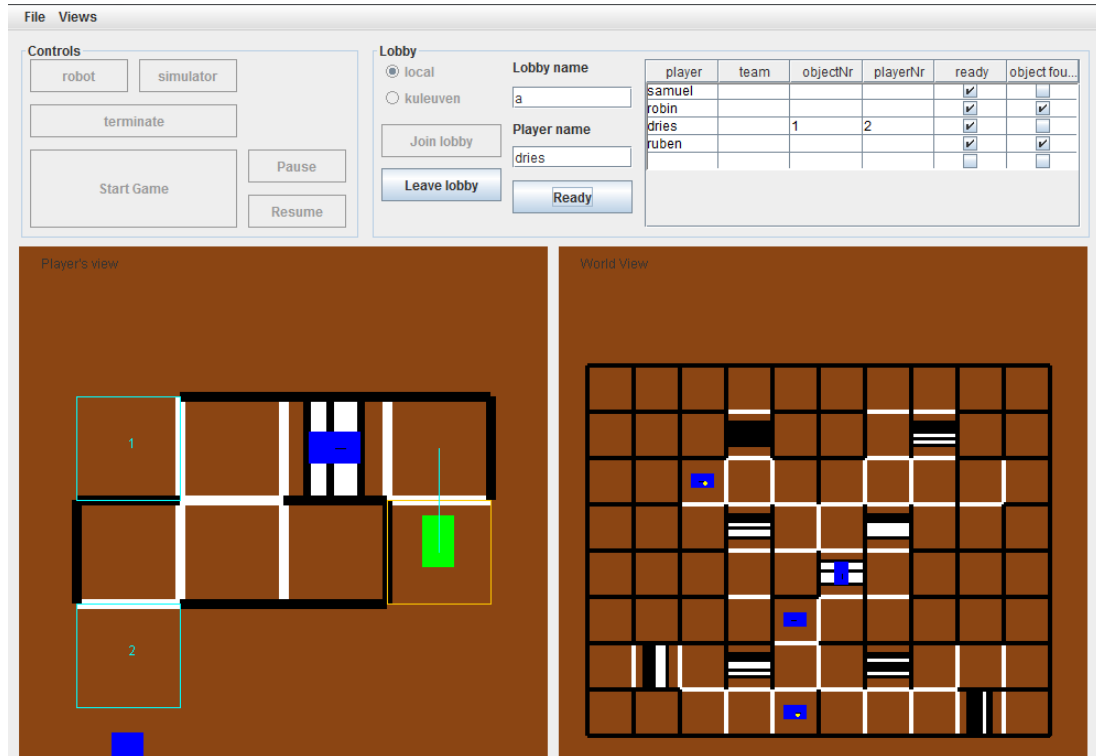 File Views
Controls
robot simulator
terminate
Start Game
Pause
Resume
Lobby
local
kuleuven
Join lobby
Leave lobby
Lobby name
a
Player name
dries
Ready
player team objectNr playerNr ready object fou...
samuel
robin
dries 1 2
ruben
Player's view
1
2
World View